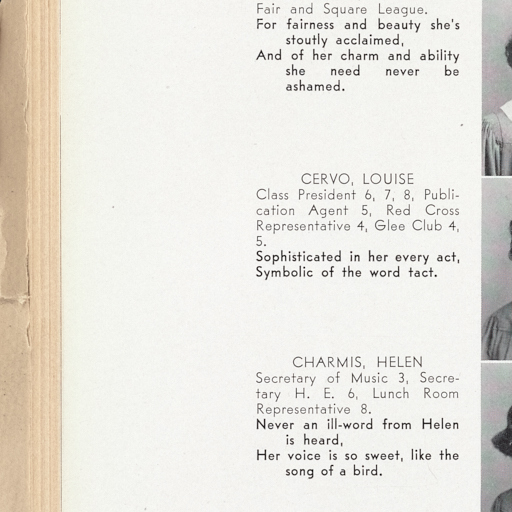 Fair and Square League.
For fairness and beauty she's
stoutly acclaimed,
And of her charm and ability
she need never be
ashamed.
CERVO, LOUISE
Class President 6, 7, 8, Publi-
cation Agent 5, Red Cross
Representative 4, Glee Club 4,
5.
Sophisticated in her every act,
Symbolic of the word tact.
CHARMIS, HELEN
Secretary of Music 3, Secre-
tary H. E. 6, Lunch Room
Representative 8.
Never an ill-word from Helen
is heard,
Her voice is so sweet, like the
song of a bird.